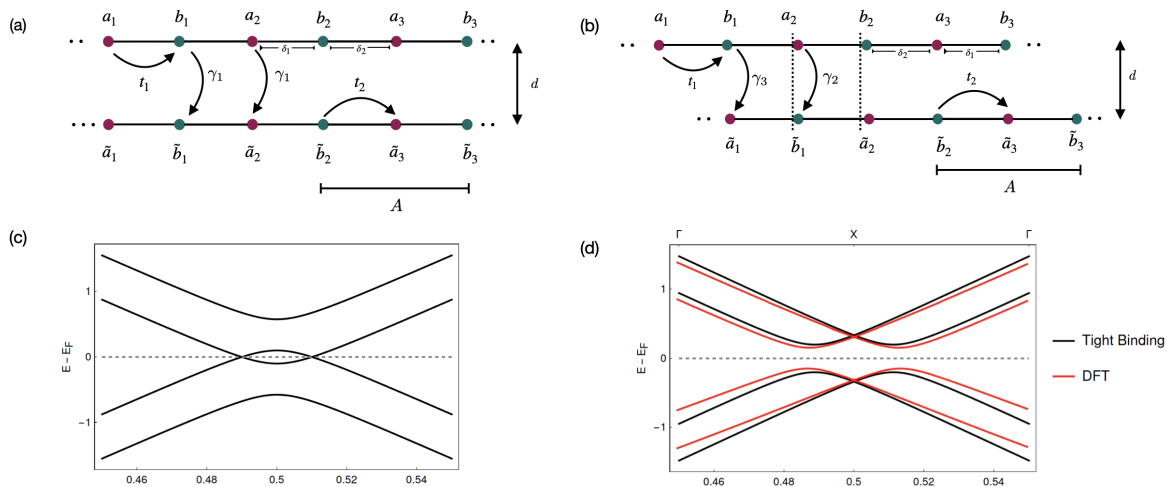 (a)
a₁ b₁ a₂ b₂ a₃ b₃
δ₁ δ₂
t₁ γ₁ γ₁ t₂ d
ã₁ b̃₁ ã₂ b̃₂ ã₃ b̃₃
A
(b)
a₁ b₁ a₂ b₂ a₃ b₃
δ₂ δ₁
t₁ γ₃ γ₂ t₂ d
ã₁ b̃₁ ã₂ b̃₂ ã₃ b̃₃
A
(c)
E − E_F
1
0
−1
0.46 0.48 0.5 0.52 0.54
(d)
Γ X Γ
E − E_F
1
0
−1
0.46 0.48 0.5 0.52 0.54
Tight Binding
DFT